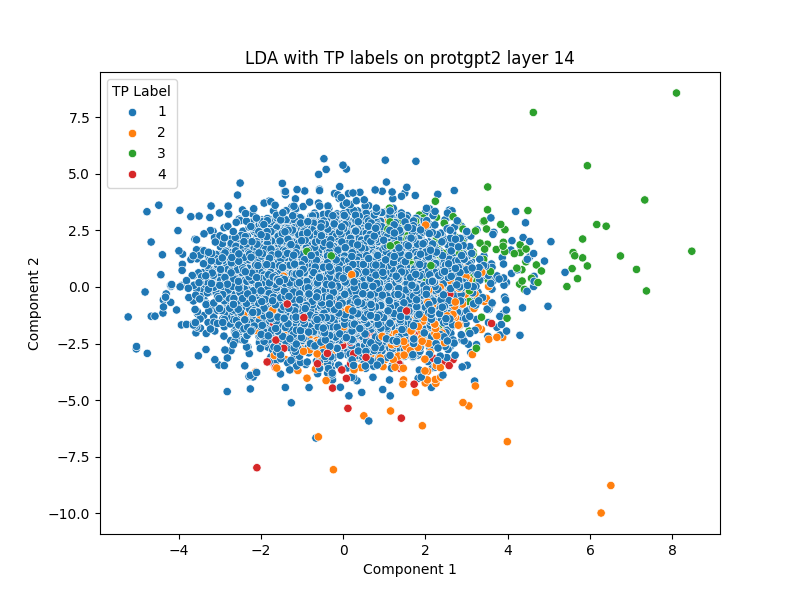 LDA with TP labels on protgpt2 layer 14
TP Label
1
2
3
4
7.5
5.0
2.5
0.0
−2.5
−5.0
−7.5
−10.0
Component 2
−4 −2 0 2 4 6 8
Component 1